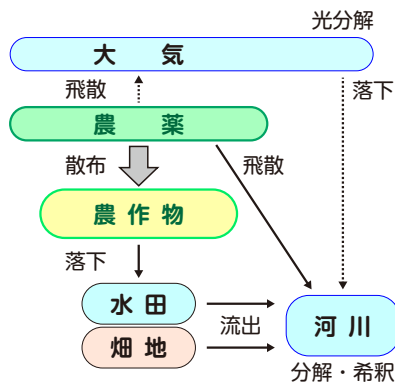 光分解
大気
飛散
落下
農薬
散布
飛散
農作物
落下
水田
流出
河川
畑地
分解・希釈